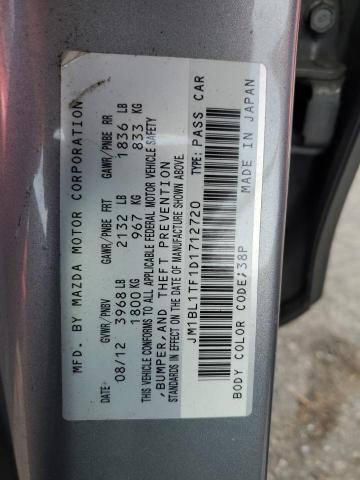 MFD. BY MAZDA MOTOR CORPORATION
DATE: GVWR/PNBV GAWR/PNBE FRT GAWR/PNBE RR
08/12 3968 LB 2132 LB 1836 LB
1800 KG 967 KG 833 KG
THIS VEHICLE CONFORMS TO ALL APPLICABLE FEDERAL MOTOR VEHICLE SAFETY
,BUMPER, AND THEFT PREVENTION
STANDARDS IN EFFECT ON THE DATE OF MANUFACTURE SHOWN ABOVE.
JM1BL1TF1D1712720 TYPE: PASS CAR
BODY COLOR CODE;38P MADE IN JAPAN